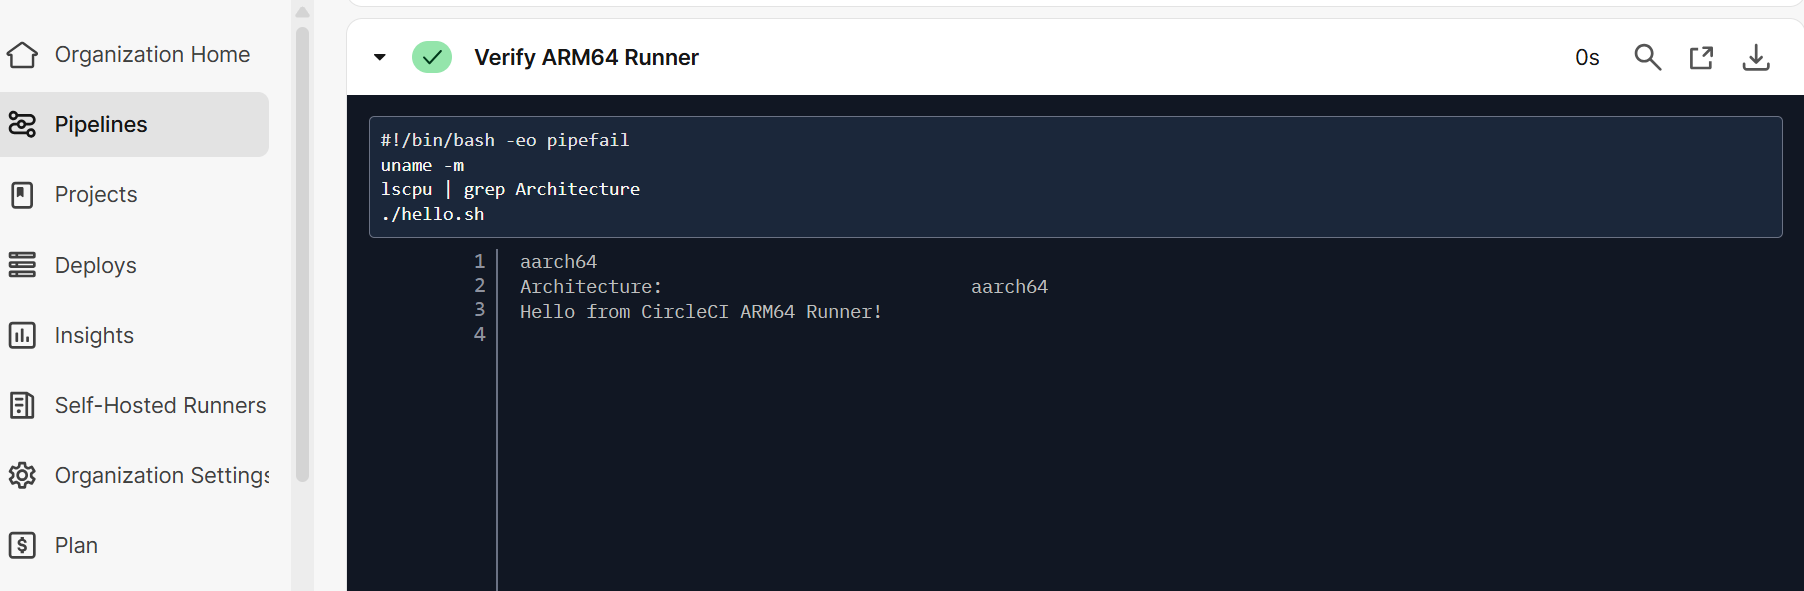 Organization Home
Pipelines
Projects
Deploys
Insights
Self-Hosted Runners
Organization Settings
Plan
Verify ARM64 Runner
0s
#!/bin/bash -eo pipefail
uname -m
lscpu | grep Architecture
./hello.sh
1 aarch64
2 Architecture: aarch64
3 Hello from CircleCI ARM64 Runner!
4